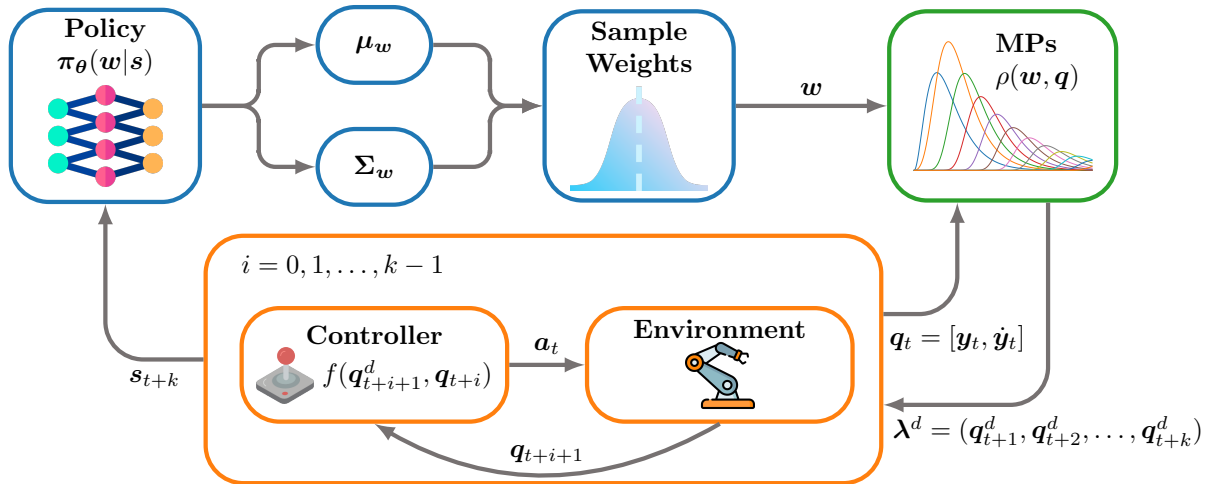 Policy
π_θ(w|s)
μ_w
Σ_w
Sample
Weights
w
MPs
ρ(w, q)
i = 0, 1, . . . , k − 1
Controller
f(q^d_{t+i+1}, q_{t+i})
a_t
Environment
q_{t+i+1}
s_{t+k}
q_t = [y_t, ẏ_t]
λ^d = (q^d_{t+1}, q^d_{t+2}, . . . , q^d_{t+k})